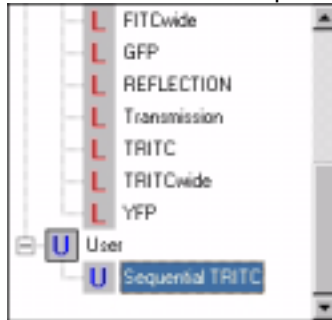 L FITCwide
L GFP
L REFLECTION
L Transmission
L TRITC
L TRITCwide
L YFP
U User
U Sequential TRITC